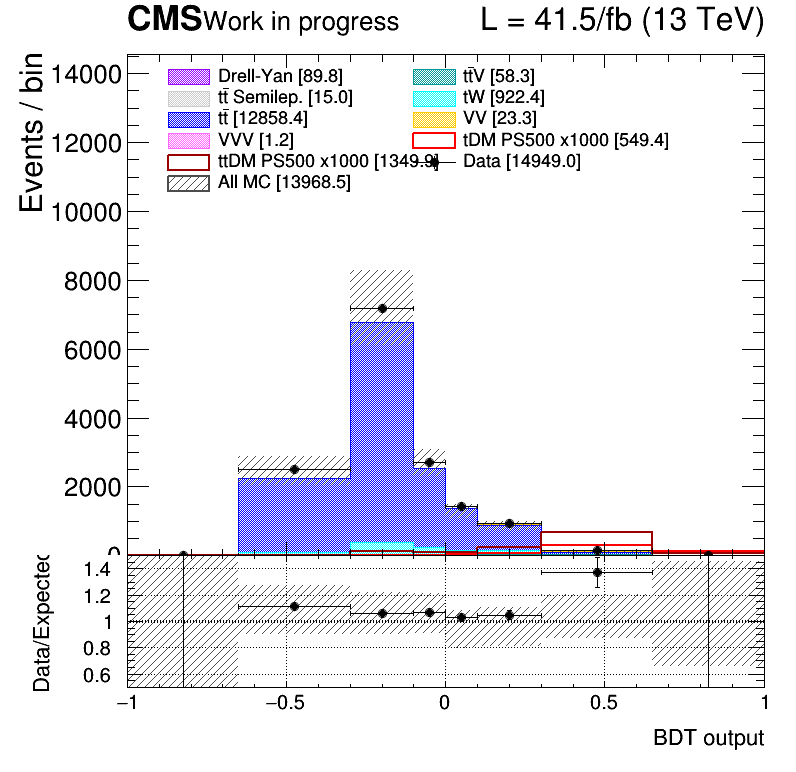 CMS Work in progress L = 41.5/fb (13 TeV)
Events / bin
14000
12000
10000
8000
6000
4000
2000
0
Drell-Yan [89.8]
tt̄V [58.3]
tt̄ Semilep. [15.0]
tW [922.4]
tt̄ [12858.4]
VV [23.3]
VVV [1.2]
tDM PS500 x1000 [549.4]
ttDM PS500 x1000 [1349.9]
Data [14949.0]
All MC [13968.5]
Data/Expected
1.4
1.2
1
0.8
0.6
−1 −0.5 0 0.5 1
BDT output